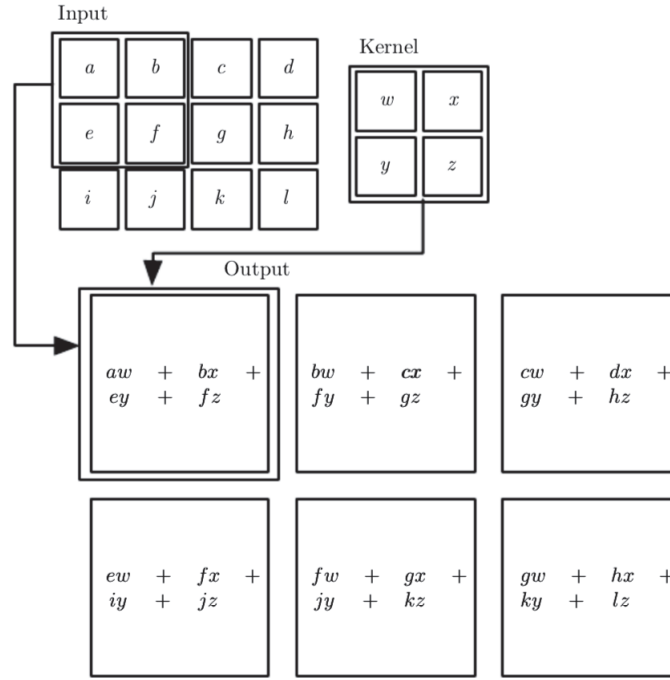 Input
a b c d
Kernel
w x
e f g h
y z
i j k l
Output
aw + bx +
ey + fz
bw + cx +
fy + gz
cw + dx +
gy + hz
ew + fx +
iy + jz
fw + gx +
jy + kz
gw + hx +
ky + lz